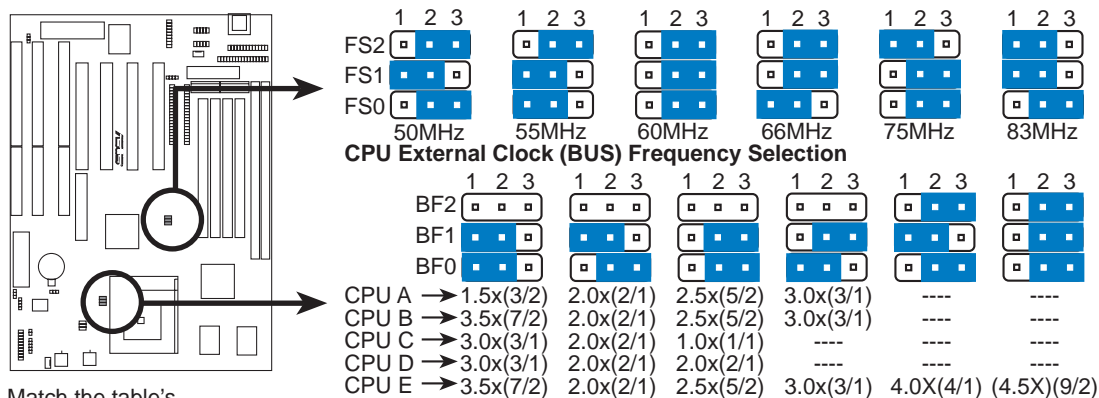 1 2 3 1 2 3 1 2 3 1 2 3 1 2 3 1 2 3
FS2
FS1
FS0
50MHz 55MHz 60MHz 66MHz 75MHz 83MHz
CPU External Clock (BUS) Frequency Selection
1 2 3 1 2 3 1 2 3 1 2 3 1 2 3 1 2 3
BF2
BF1
BF0
CPU A 1.5x(3/2) 2.0x(2/1) 2.5x(5/2) 3.0x(3/1) ---- ----
CPU B 3.5x(7/2) 2.0x(2/1) 2.5x(5/2) 3.0x(3/1) ---- ----
CPU C 3.0x(3/1) 2.0x(2/1) 1.0x(1/1) ---- ---- ----
CPU D 3.0x(3/1) 2.0x(2/1) 2.0x(2/1) ---- ---- ----
CPU E 3.5x(7/2) 2.0x(2/1) 2.5x(5/2) 3.0x(3/1) 4.0X(4/1) (4.5X)(9/2)
Match the table's